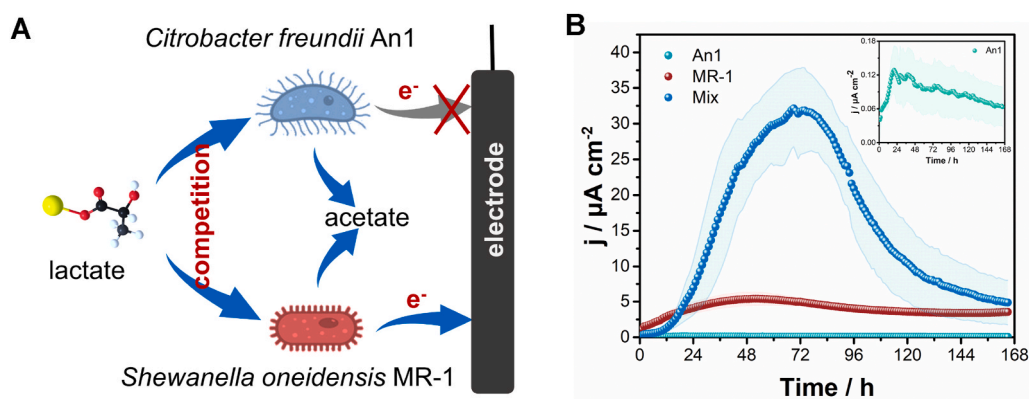 A
Citrobacter freundii An1
e-
competition
lactate
acetate
electrode
e-
Shewanella oneidensis MR-1
B
j / μA cm-2
40
35
30
25
20
15
10
5
0
An1
MR-1
Mix
0 24 48 72 96 120 144 168
Time / h
An1
j / μA cm-2
0.18
0.12
0.06
0.00
0 24 48 72 96 120 144 168
Time / h